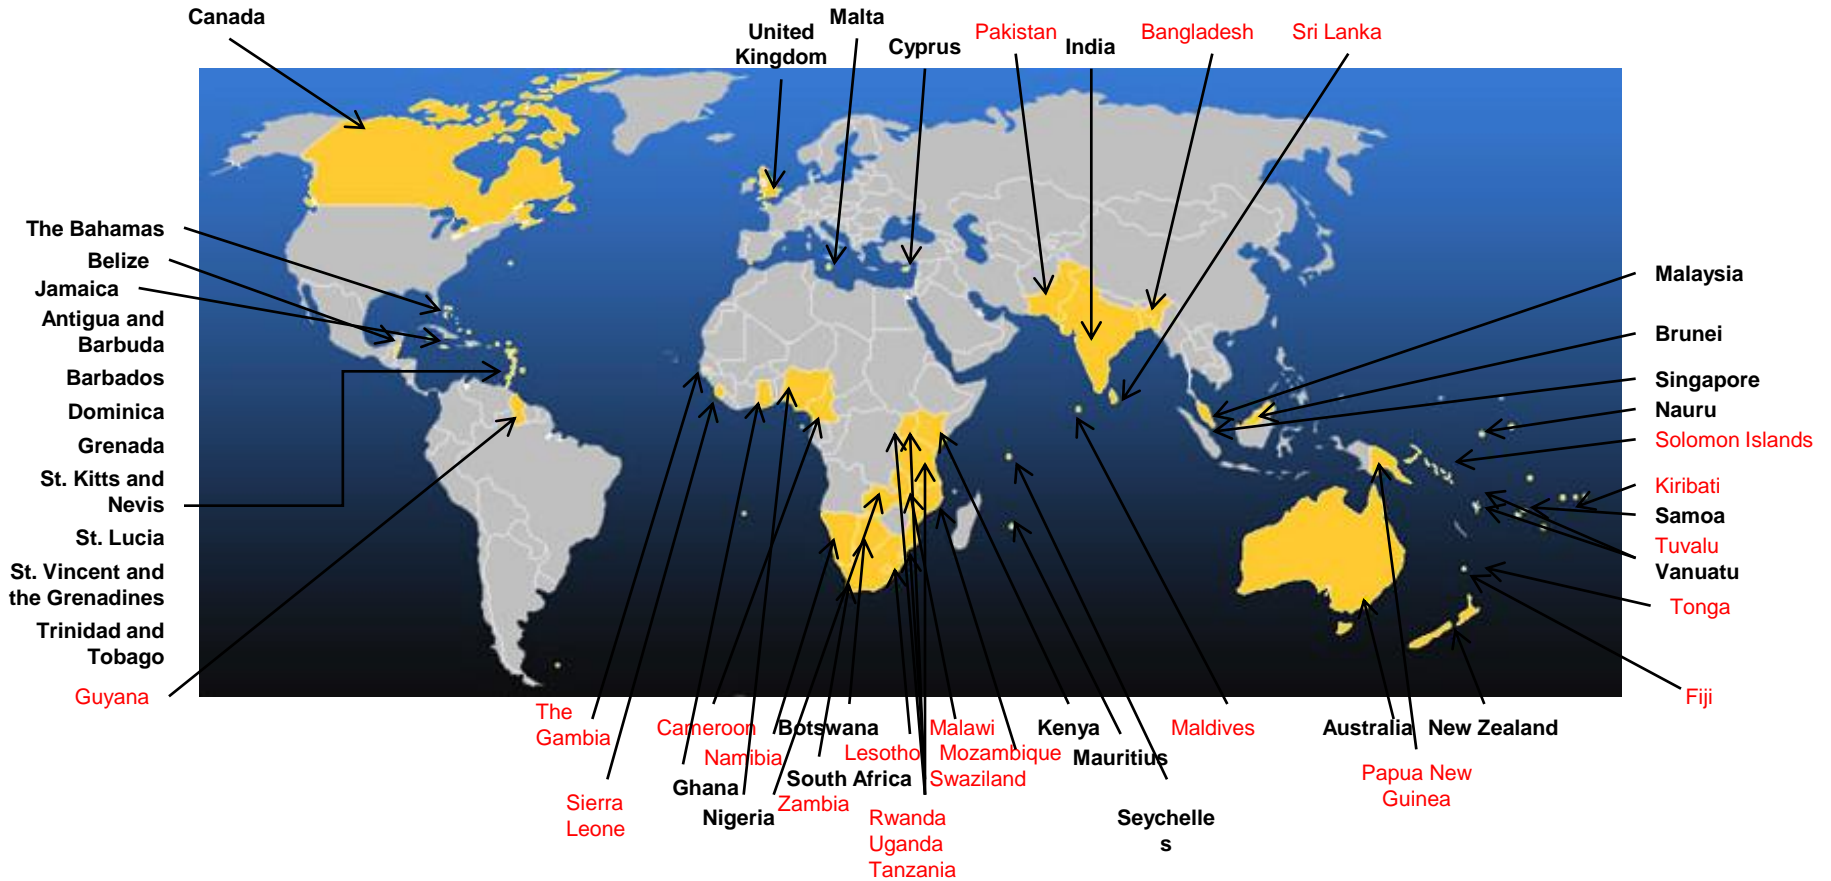 Canada
United
Kingdom
Malta
Cyprus
Pakistan
India
Bangladesh
Sri Lanka
The Bahamas
Belize
Jamaica
Antigua and
Barbuda
Barbados
Dominica
Grenada
St. Kitts and
Nevis
St. Lucia
St. Vincent and
the Grenadines
Trinidad and
Tobago
Guyana
Malaysia
Brunei
Singapore
Nauru
Solomon Islands
Kiribati
Samoa
Tuvalu
Vanuatu
Tonga
Fiji
The
Gambia
Sierra
Leone
Cameroon
Namibia
Ghana
Nigeria
Botswana
South Africa
Zambia
Lesotho
Malawi
Mozambique
Swaziland
Rwanda
Uganda
Tanzania
Kenya
Mauritius
Seychelle
s
Maldives
Australia
New Zealand
Papua New
Guinea